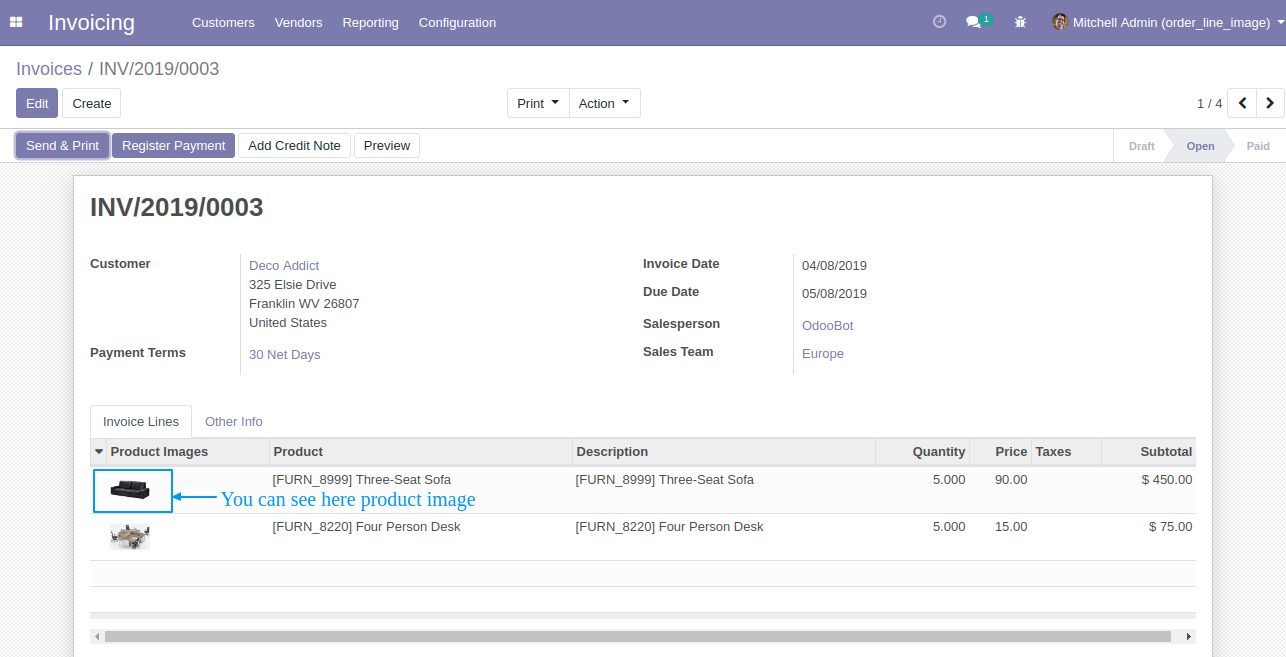 Invoicing Customers Vendors Reporting Configuration 1 Mitchell Admin (order_line_image)
Invoices / INV/2019/0003
Edit Create Print Action 1 / 4
Send & Print Register Payment Add Credit Note Preview Draft Open Paid
INV/2019/0003
Customer Deco Addict Invoice Date 04/08/2019
325 Elsie Drive Due Date 05/08/2019
Franklin WV 26807
United States Salesperson OdooBot
Payment Terms 30 Net Days Sales Team Europe
Invoice Lines Other Info
Product Images Product Description Quantity Price Taxes Subtotal
[FURN_8999] Three-Seat Sofa [FURN_8999] Three-Seat Sofa 5.000 90.00 $ 450.00
You can see here product image
[FURN_8220] Four Person Desk [FURN_8220] Four Person Desk 5.000 15.00 $ 75.00